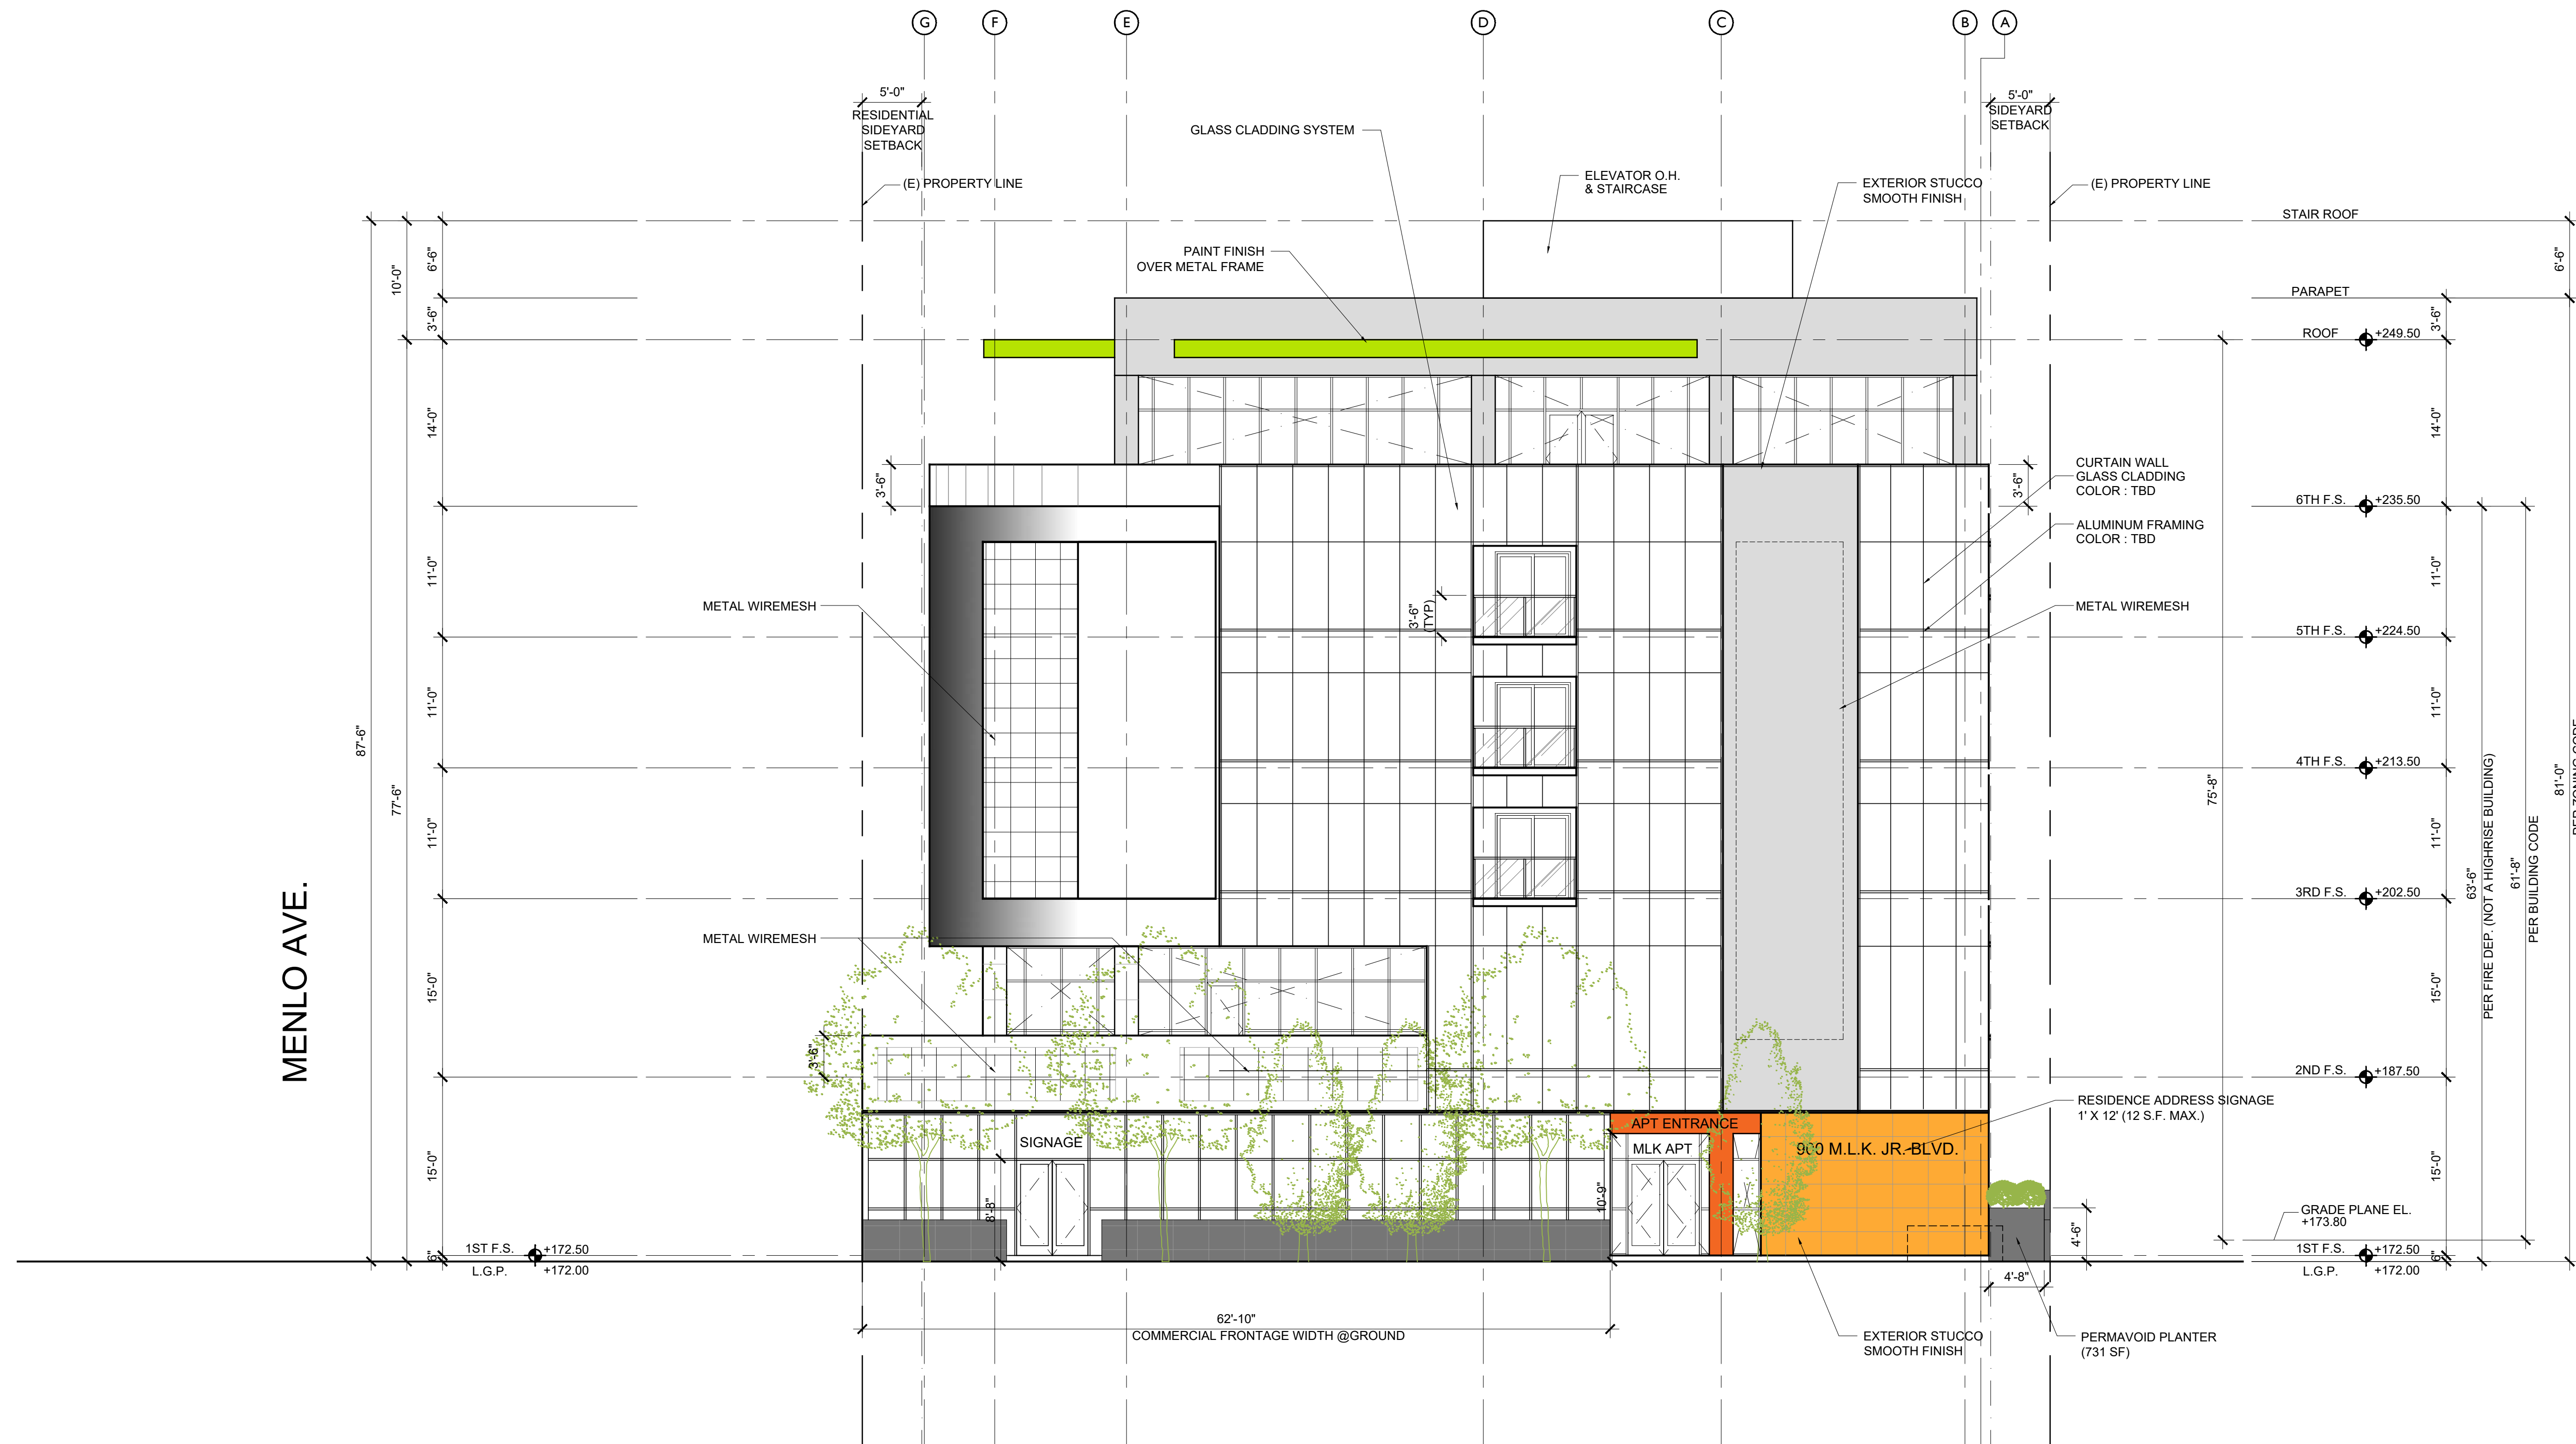 G
F
E
D
C
B
A
5'-0"
RESIDENTIAL
SIDEYARD
SETBACK
5'-0"
SIDEYARD
SETBACK
GLASS CLADDING SYSTEM
ELEVATOR O.H.
& STAIRCASE
EXTERIOR STUCCO
SMOOTH FINISH
(E) PROPERTY LINE
(E) PROPERTY LINE
STAIR ROOF
PAINT FINISH
OVER METAL FRAME
6'-6"
10'-0"
3'-6"
6'-6"
PARAPET
ROOF
+249.50
3'-6"
14'-0"
14'-0"
3'-6"
3'-6"
CURTAIN WALL
GLASS CLADDING
COLOR : TBD
6TH F.S.
+235.50
ALUMINUM FRAMING
COLOR : TBD
11'-0"
11'-0"
METAL WIREMESH
3'-6"
(TYP)
METAL WIREMESH
5TH F.S.
+224.50
11'-0"
11'-0"
87'-6"
77'-6"
4TH F.S.
+213.50
75'-8"
81'-0"
11'-0"
11'-0"
63'-6"
PER FIRE DEP. (NOT A HIGHRISE BUILDING)
61'-8"
PER BUILDING CODE
MENLO AVE.
3RD F.S.
+202.50
METAL WIREMESH
15'-0"
15'-0"
3'-6"
2ND F.S.
+187.50
RESIDENCE ADDRESS SIGNAGE
1' X 12' (12 S.F. MAX.)
APT ENTRANCE
SIGNAGE
MLK APT
900 M.L.K. JR. BLVD.
15'-0"
15'-0"
8'-8"
10'-9"
4'-6"
GRADE PLANE EL.
+173.80
1ST F.S.
+172.50
6"
1ST F.S.
+172.50
6"
L.G.P.
+172.00
L.G.P.
+172.00
4'-8"
62'-10"
COMMERCIAL FRONTAGE WIDTH @GROUND
EXTERIOR STUCCO
SMOOTH FINISH
PERMAVOID PLANTER
(731 SF)